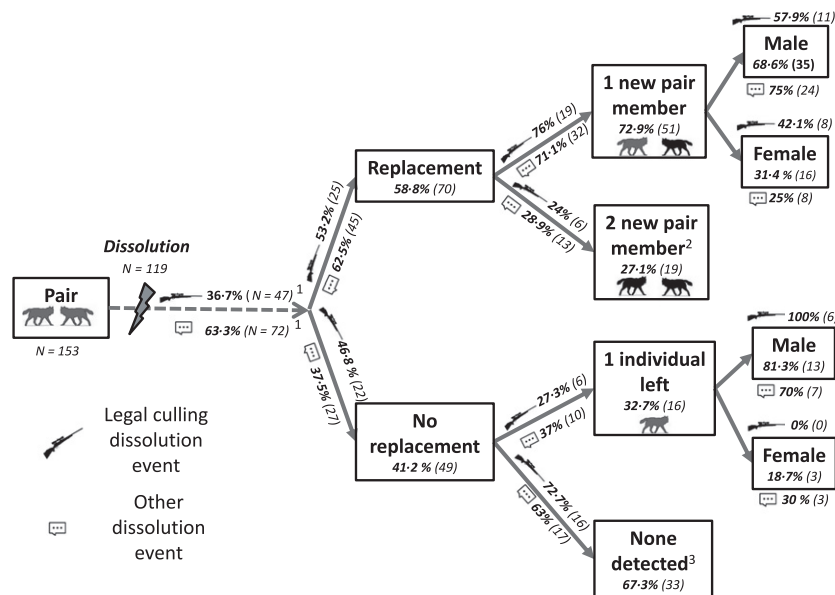 Pair
N = 153
Dissolution
N = 119
36·7% ( N = 47) 1
63·3% (N = 72) 1
53·2% (25)
62·5% (45)
46·8 % (22)
37·5% (27)
Replacement
58·8% (70)
No
replacement
41·2 % (49)
76% (19)
71·1% (32)
24% (6)
28·9% (13)
1 new pair
member
72·9% (51)
2 new pair
member2
27·1% (19)
57·9% (11)
Male
68·6% (35)
75% (24)
42·1% (8)
Female
31·4 % (16)
25% (8)
27·3% (6)
37% (10)
72·7% (16)
63% (17)
1 individual
left
32·7% (16)
None
detected3
67·3% (33)
100% (6)
Male
81·3% (13)
70% (7)
0% (0)
Female
18·7% (3)
30 % (3)
Legal culling
dissolution
event
Other
dissolution
event